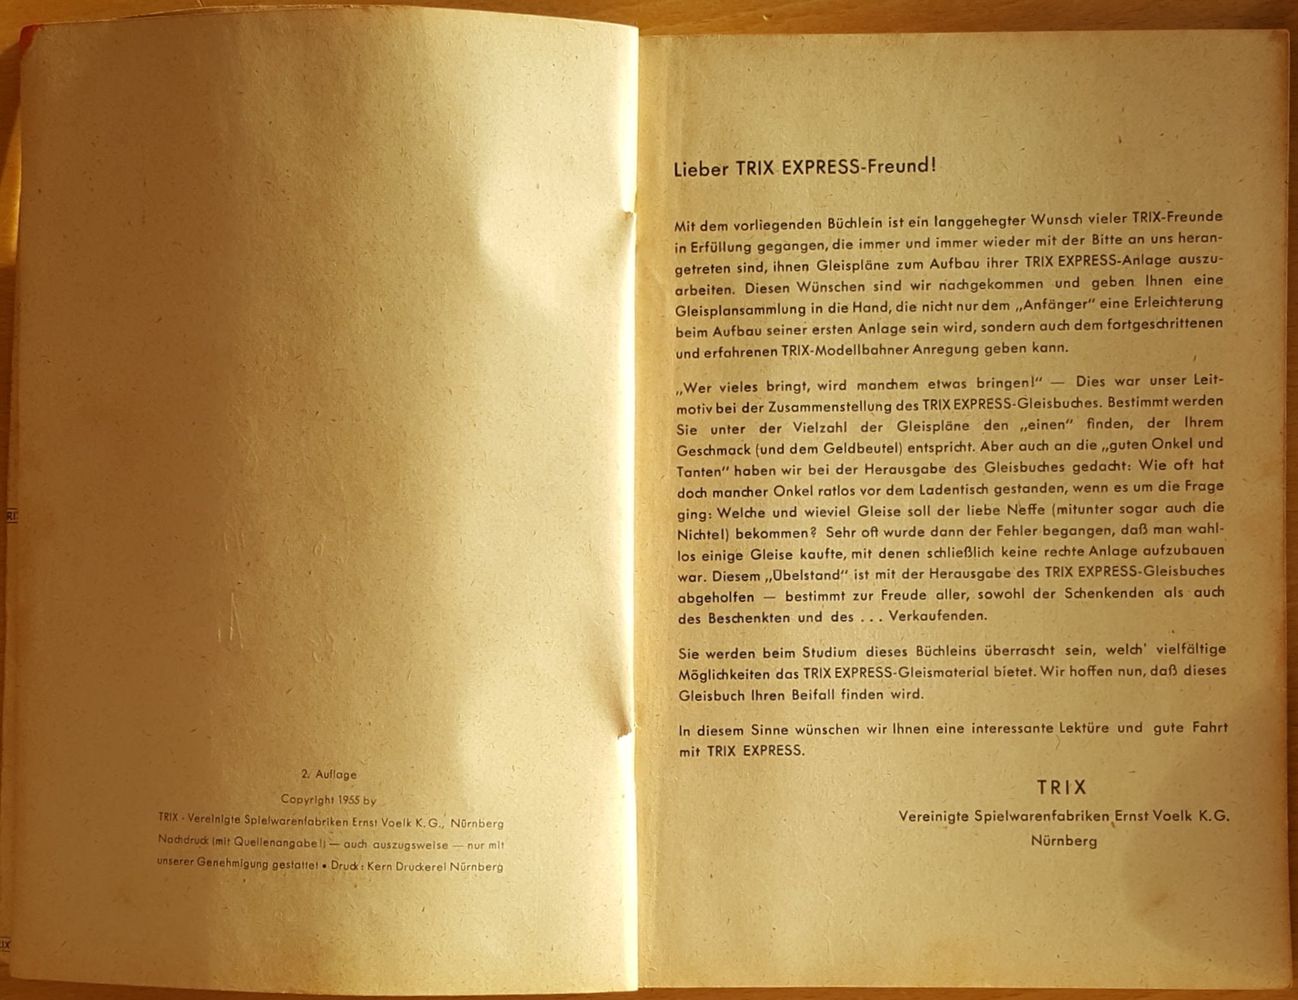 2. Auflage
Copyright 1955 by
TRIX - Vereinigte Spielwarenfabriken Ernst Voelk K.G., Nürnberg
Nachdruck (mit Quellenangabe!) — auch auszugsweise — nur mit
unserer Genehmigung gestattet • Druck: Kern Druckerei Nürnberg
Lieber TRIX EXPRESS-Freund!
Mit dem vorliegenden Büchlein ist ein langgehegter Wunsch vieler TRIX-Freunde
in Erfüllung gegangen, die immer und immer wieder mit der Bitte an uns heran-
getreten sind, ihnen Gleispläne zum Aufbau ihrer TRIX EXPRESS-Anlage auszu-
arbeiten. Diesen Wünschen sind wir nachgekommen und geben Ihnen eine
Gleisplansammlung in die Hand, die nicht nur dem „Anfänger“ eine Erleichterung
beim Aufbau seiner ersten Anlage sein wird, sondern auch dem fortgeschrittenen
und erfahrenen TRIX-Modellbahner Anregung geben kann.
„Wer vieles bringt, wird manchem etwas bringen!“ — Dies war unser Leit-
motiv bei der Zusammenstellung des TRIX EXPRESS-Gleisbuches. Bestimmt werden
Sie unter der Vielzahl der Gleispläne den „einen“ finden, der Ihrem
Geschmack (und dem Geldbeutel) entspricht. Aber auch an die „guten Onkel und
Tanten“ haben wir bei der Herausgabe des Gleisbuches gedacht: Wie oft hat
doch mancher Onkel ratlos vor dem Ladentisch gestanden, wenn es um die Frage
ging: Welche und wieviel Gleise soll der liebe Neffe (mitunter sogar auch die
Nichte!) bekommen? Sehr oft wurde dann der Fehler begangen, daß man wahl-
los einige Gleise kaufte, mit denen schließlich keine rechte Anlage aufzubauen
war. Diesem „Übelstand“ ist mit der Herausgabe des TRIX EXPRESS-Gleisbuches
abgeholfen — bestimmt zur Freude aller, sowohl der Schenkenden als auch
des Beschenkten und des . . . Verkaufenden.
Sie werden beim Studium dieses Büchleins überrascht sein, welch' vielfältige
Möglichkeiten das TRIX EXPRESS-Gleismaterial bietet. Wir hoffen nun, daß dieses
Gleisbuch Ihren Beifall finden wird.
In diesem Sinne wünschen wir Ihnen eine interessante Lektüre und gute Fahrt
mit TRIX EXPRESS.
TRIX
Vereinigte Spielwarenfabriken Ernst Voelk K.G.
Nürnberg